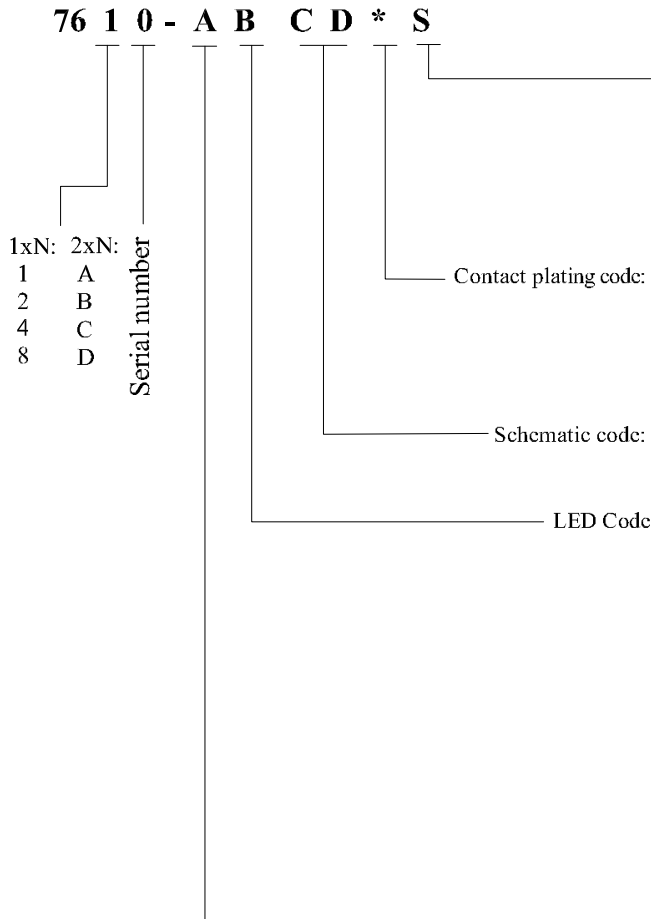 76 1 0 - A B C D * S
1xN: 2xN:
1 A
2 B
4 C
8 D
Serial number
Contact plating code:
Schematic code:
LED Code